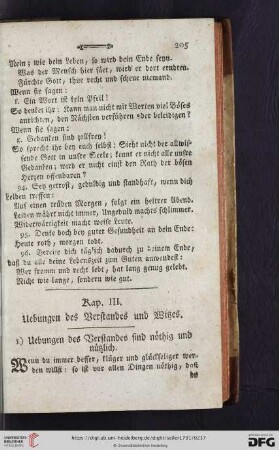 205
Nein; wie dein Leben, so wird dein Ende seyn.
Was der Mensch hier säet, wird er dort erndten.
Fürchte Gott, thue recht und scheue niemand.
Wenn sie sagen:
r. Ein Wort ist kein Pfeil!
So denket ihr: Kann man nicht mit Worten viel Böses
anrichten, den Nächsten verführen oder beleidigen?
Wenn sie sagen:
s. Gedanken sind zollfrey!
So sprecht ihr bey euch selbst: Sieht nicht der allwis-
sende Gott in unsre Seele; kennt er nicht alle unsre
Gedanken; wird er nicht einst den Rath der bösen
Herzen offenbaren?
94. Sey getrost, geduldig und standhaft, wenn dich
Leiden treffen:
Auf einen trüben Morgen, folgt ein heitrer Abend.
Leiden währt nicht immer, Ungeduld machts schlimmer.
Widerwärtigkeit macht weise Leute.
95. Denke doch bey guter Gesundheit an dein Ende:
Heute roth, morgen todt.
96. Bereite dich täglich dadurch zu deinem Ende,
daß du alle deine Lebenszeit zum Guten anwendest:
Wer fromm und recht lebt, hat lang genug gelebt.
Nicht wie lange, sondern wie gut.
Kap. III.
Uebungen des Verstandes und Witzes.
1) Uebungen des Verstandes sind nöthig und
nützlich.
Wenn du immer besser, klüger und glückseliger wer-
den willst: so ist vor allen Dingen nöthig, daß
UNIVERSITÄTS-
BIBLIOTHEK
HEIDELBERG
Gefördert durch die
DFG